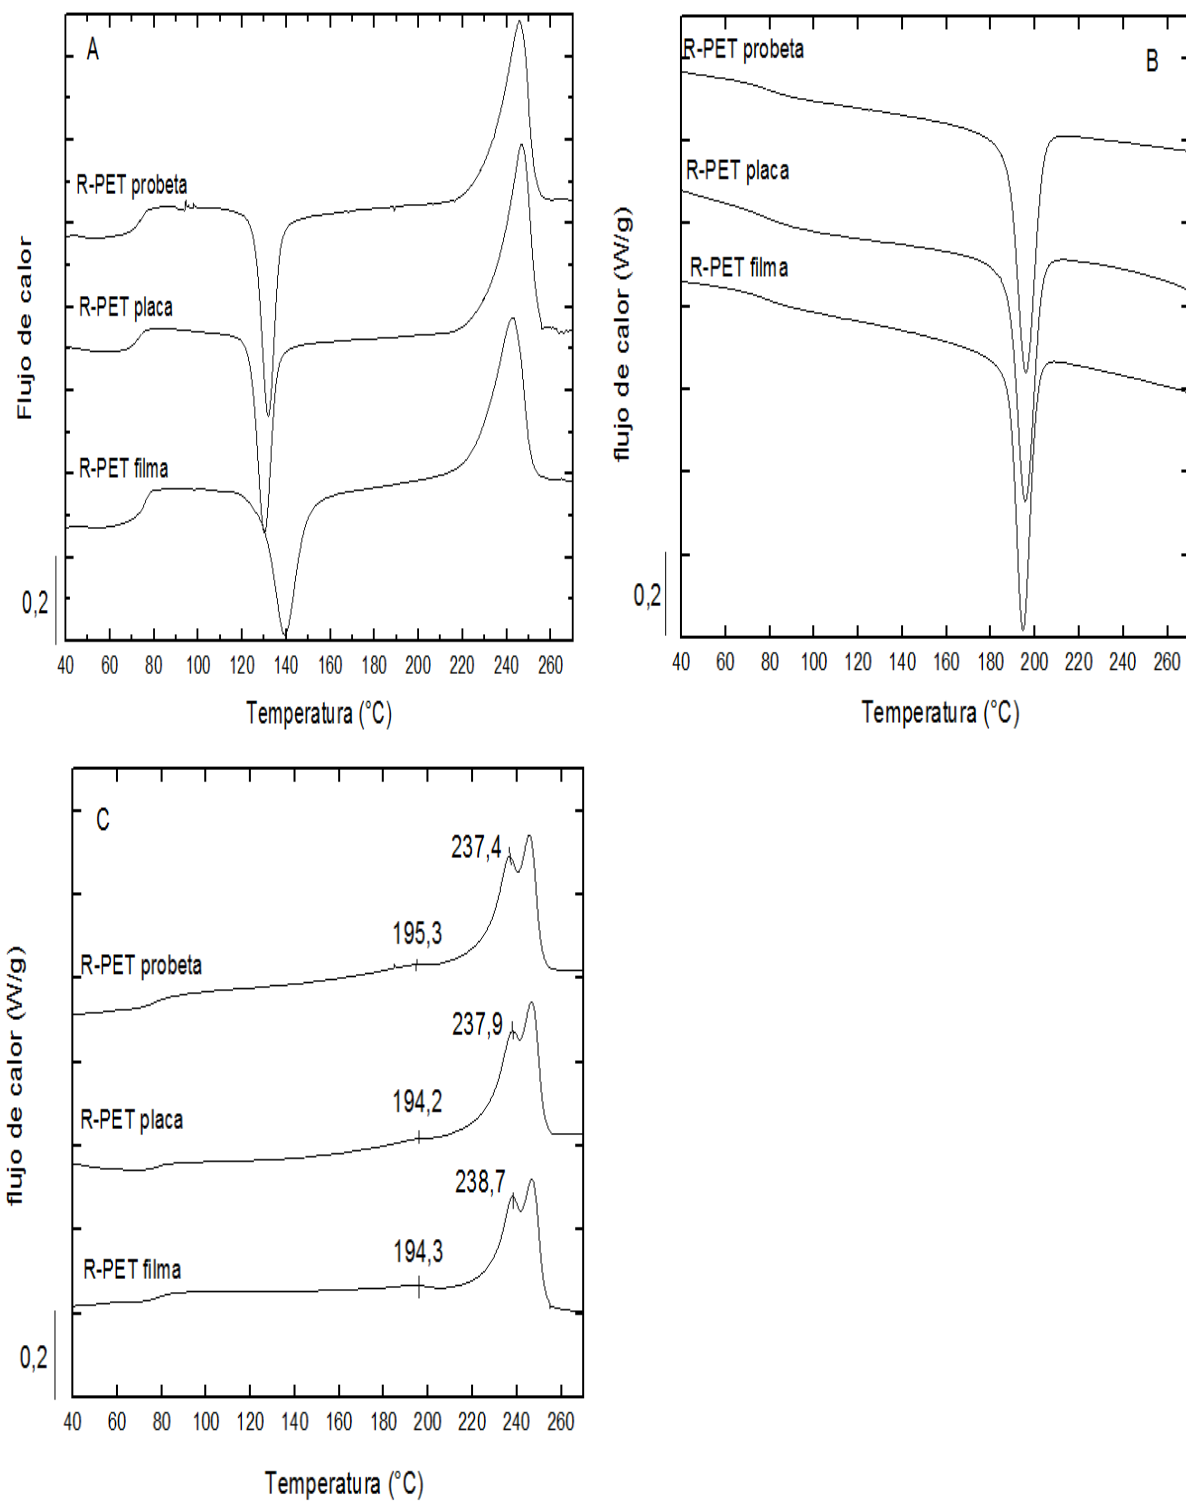 A
R-PET probeta
R-PET placa
R-PET filma
Flujo de calor
0,2
40 60 80 100 120 140 160 180 200 220 240 260
Temperatura (°C)
B
R-PET probeta
R-PET placa
R-PET filma
flujo de calor (W/g)
0,2
40 60 80 100 120 140 160 180 200 220 240 260
Temperatura (°C)
C
237,4
195,3
R-PET probeta
237,9
194,2
R-PET placa
238,7
194,3
R-PET filma
flujo de calor (W/g)
0,2
40 60 80 100 120 140 160 180 200 220 240 260
Temperatura (°C)